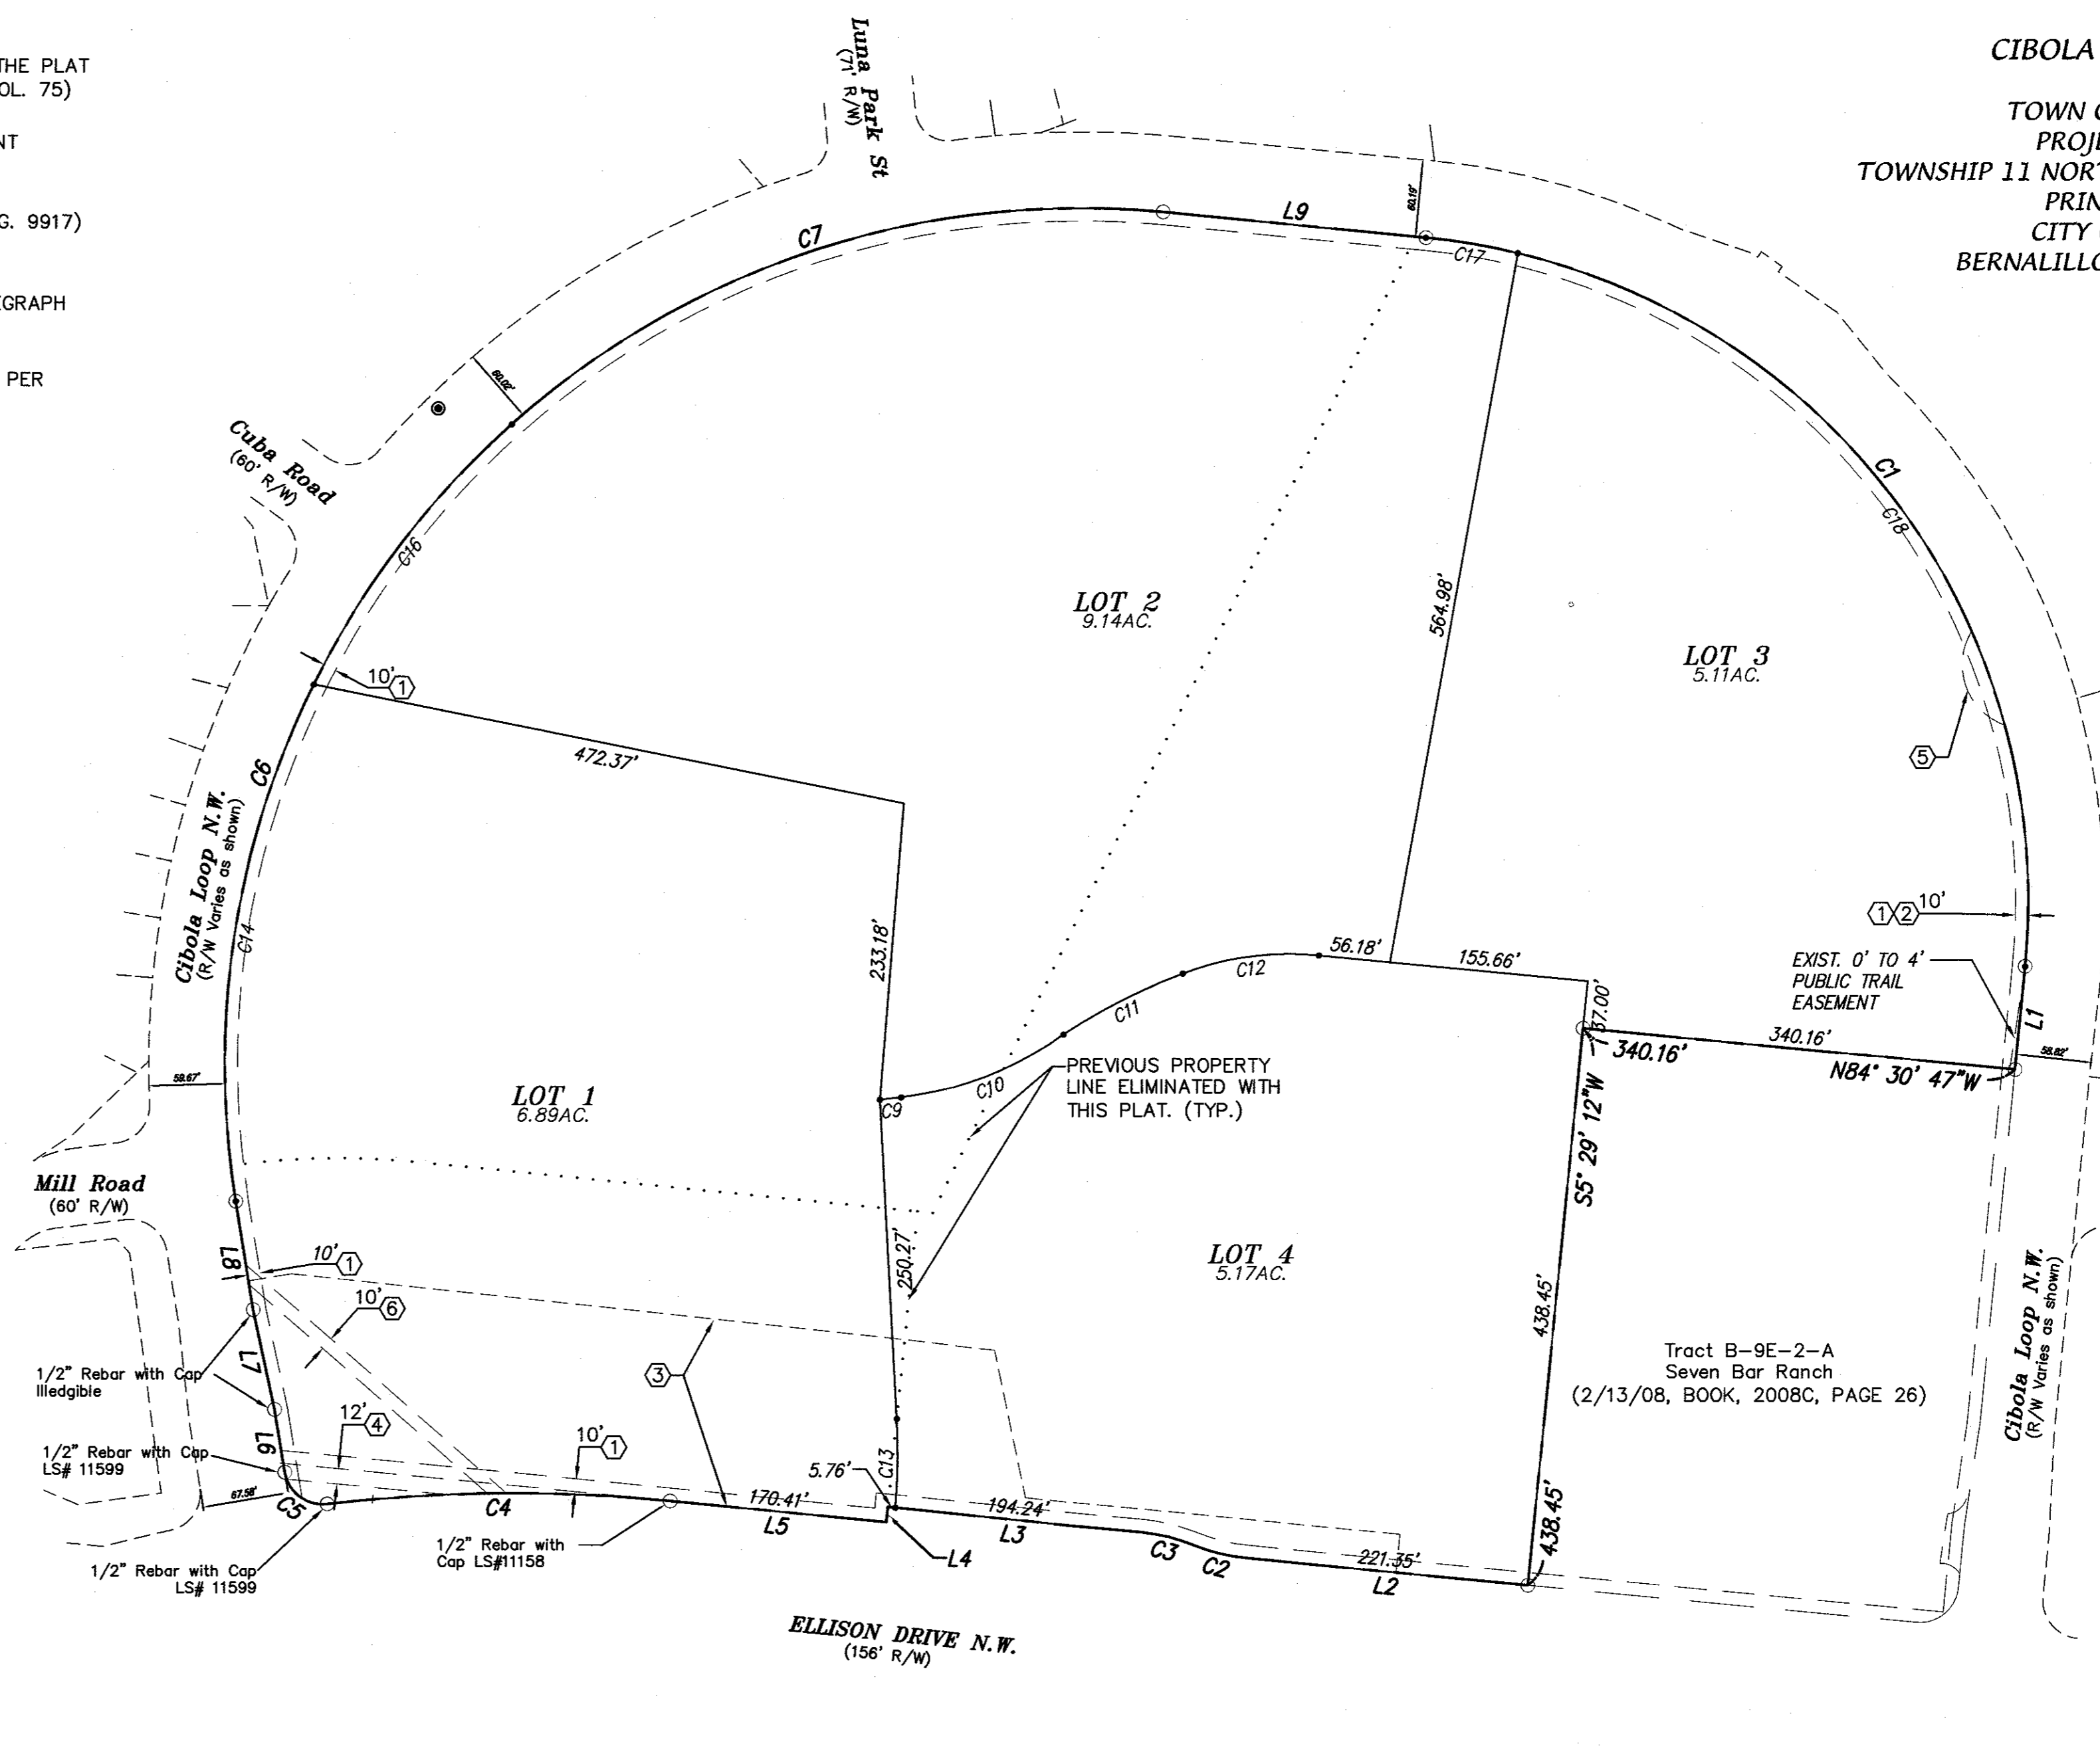 THE PLAT
OL. 75)
NT
G. 9917)
EGRAPH
PER
CIBOLA
TOWN
PROJE
TOWNSHIP 11 NORT
PRIN
CITY
BERNALILLO
Luna Park St
(71' R/W)
60.19'
L9
C17
C7
60.02'
Cuba Road
(60' R/W)
C16
C1
C18
LOT 2
9.14AC.
564.98'
LOT 3
5.11AC.
10' 1
472.37'
5
C6
Cibola Loop N.W.
(R/W Varies as shown)
C14
233.18'
1 2 10'
56.18'
155.66'
C12
C11
EXIST. 0' TO 4'
PUBLIC TRAIL
EASEMENT
37.00'
L1
340.16'
340.16'
58.82'
N84° 30' 47"W
59.67'
C10
C9
PREVIOUS PROPERTY
LINE ELIMINATED WITH
THIS PLAT. (TYP.)
LOT 1
6.89AC.
S5° 29' 12"W
Mill Road
(60' R/W)
L8
10' 1
10' 6
250.27'
LOT 4
5.17AC.
438.45'
Cibola Loop N.W.
(R/W Varies as shown)
Tract B-9E-2-A
Seven Bar Ranch
(2/13/08, BOOK, 2008C, PAGE 26)
L7
1/2" Rebar with Cap
Illedgible
3
12' 4
L6
1/2" Rebar with Cap
LS# 11599
10' 1
5.76'
C13
67.58'
C5
C4
170.41'
L5
194.24'
L3
438.45'
L4
C3
C2
221.35'
L2
1/2" Rebar with
Cap LS#11158
1/2" Rebar with Cap
LS# 11599
ELLISON DRIVE N.W.
(156' R/W)